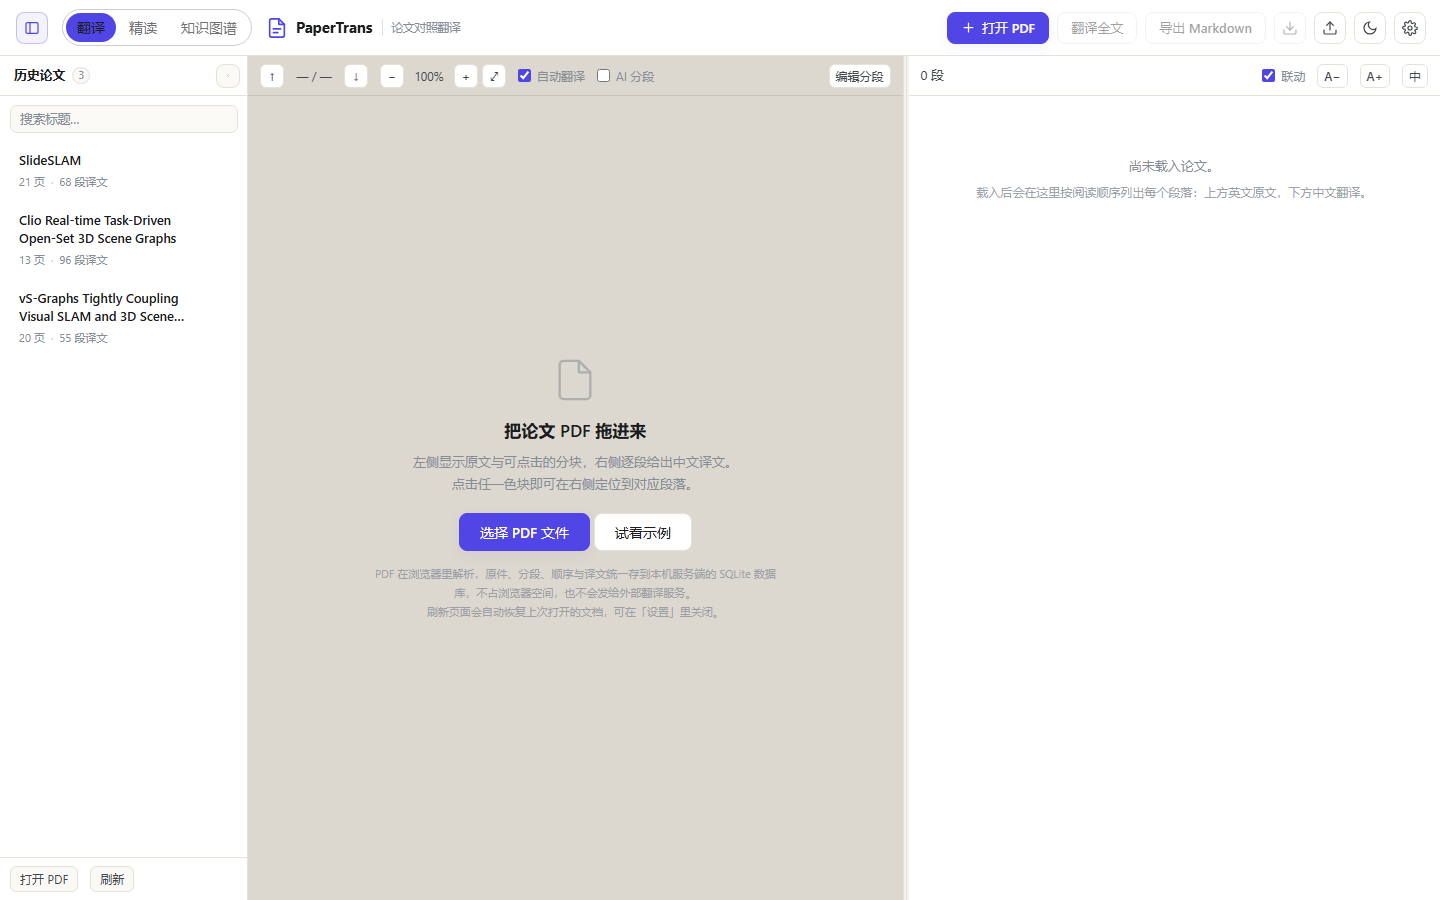 翻译 精读 知识图谱 PaperTrans 论文对照翻译 + 打开 PDF 翻译全文 导出 Markdown
历史论文 3
搜索标题...
SlideSLAM
21 页 · 68 段译文
Clio Real-time Task-Driven
Open-Set 3D Scene Graphs
13 页 · 96 段译文
vS-Graphs Tightly Coupling
Visual SLAM and 3D Scene...
20 页 · 55 段译文
打开 PDF 刷新
↑ — / — ↓ − 100% + ⤢ 自动翻译 AI 分段 编辑分段
把论文 PDF 拖进来
左侧显示原文与可点击的分块，右侧逐段给出中文译文。
点击任一色块即可在右侧定位到对应段落。
选择 PDF 文件 试看示例
PDF 在浏览器里解析，原件、分段、顺序与译文统一存到本机服务端的 SQLite 数据
库，不占浏览器空间，也不会发给外部翻译服务。
刷新页面会自动恢复上次打开的文档，可在「设置」里关闭。
0 段 联动 A− A+ 中
尚未载入论文。
载入后会在这里按阅读顺序列出每个段落：上方英文原文，下方中文翻译。